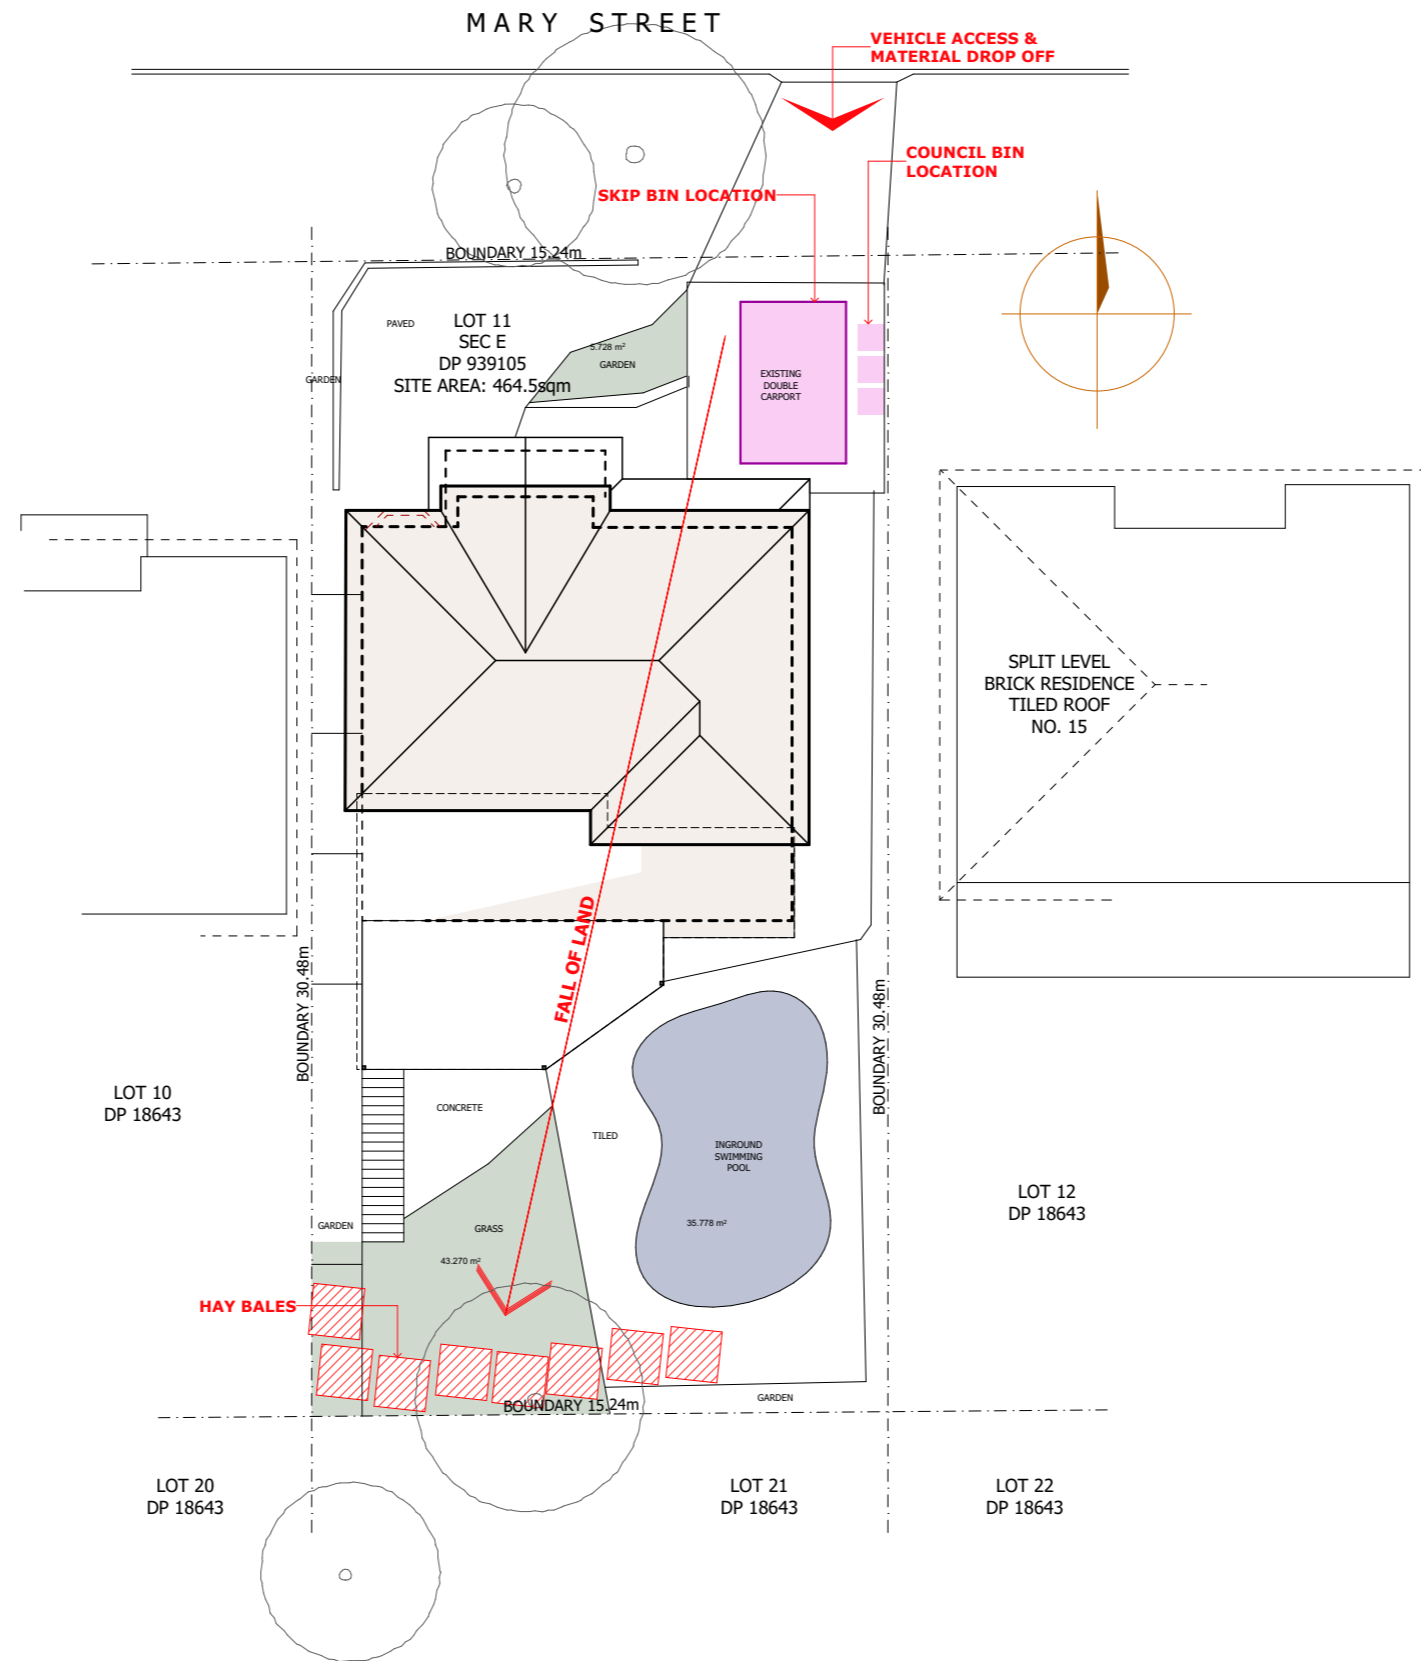 MARY STREET
VEHICLE ACCESS &
MATERIAL DROP OFF
COUNCIL BIN
LOCATION
SKIP BIN LOCATION
BOUNDARY 15.24m
PAVED
LOT 11
SEC E
DP 939105
SITE AREA: 464.5sqm
GARDEN
5.728 m²
GARDEN
EXISTING
DOUBLE
CARPORT
SPLIT LEVEL
BRICK RESIDENCE
TILED ROOF
NO. 15
FALL OF LAND
BOUNDARY 30.48m
BOUNDARY 30.48m
LOT 10
DP 18643
CONCRETE
TILED
INGROUND
SWIMMING
POOL
35.778 m²
LOT 12
DP 18643
GARDEN
GRASS
43.270 m²
HAY BALES
BOUNDARY 15.24m
GARDEN
LOT 20
DP 18643
LOT 21
DP 18643
LOT 22
DP 18643